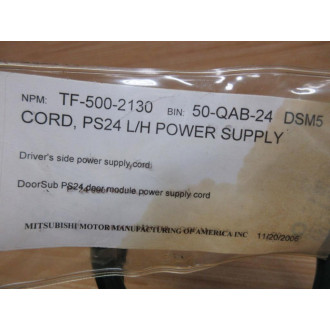 NPM: TF-500-2130 BIN: 50-QAB-24 DSM5
CORD, PS24 L/H POWER SUPPLY
Driver's side power supply cord
DoorSub PS24 door module power supply cord
MITSUBISHI MOTOR MANUFACTURING OF AMERICA INC 11/20/2006